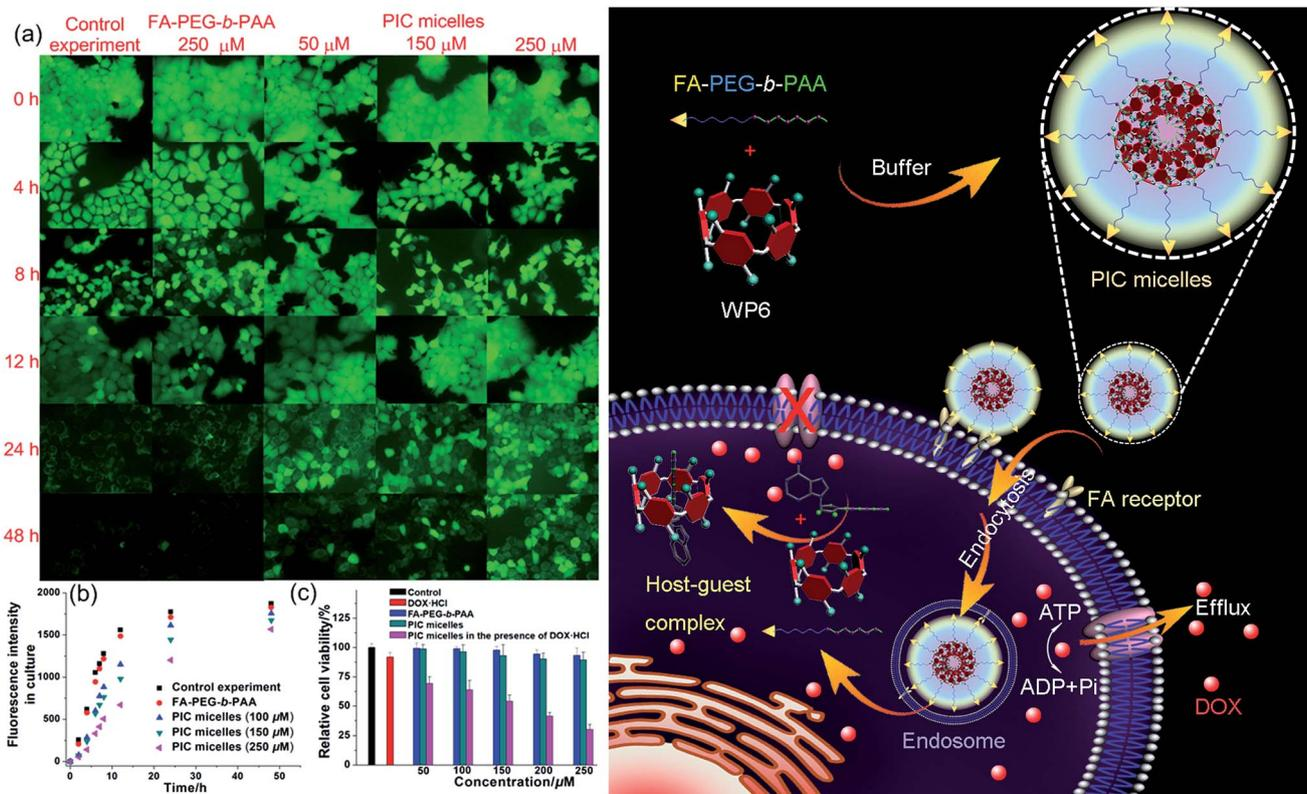 (a)
Control experiment
FA-PEG-b-PAA
250 µM
PIC micelles
50 µM
150 µM
250 µM
0 h
4 h
8 h
12 h
24 h
48 h
(b)
Fluorescence intensity
in culture
2000
1500
1000
500
0
0
10
20
30
40
50
Time/h
Control experiment
FA-PEG-b-PAA
PIC micelles (100 µM)
PIC micelles (150 µM)
PIC micelles (250 µM)
(c)
Relative cell viability/%
125
100
75
50
25
0
50
100
150
200
250
Concentration/µM
Control
DOX·HCl
FA-PEG-b-PAA
PIC micelles
PIC micelles in the presence of DOX·HCl
FA-PEG-b-PAA
+
WP6
Buffer
PIC micelles
X
FA receptor
Endocytosis
+
Host-guest
complex
ATP
ADP+Pi
Efflux
DOX
Endosome